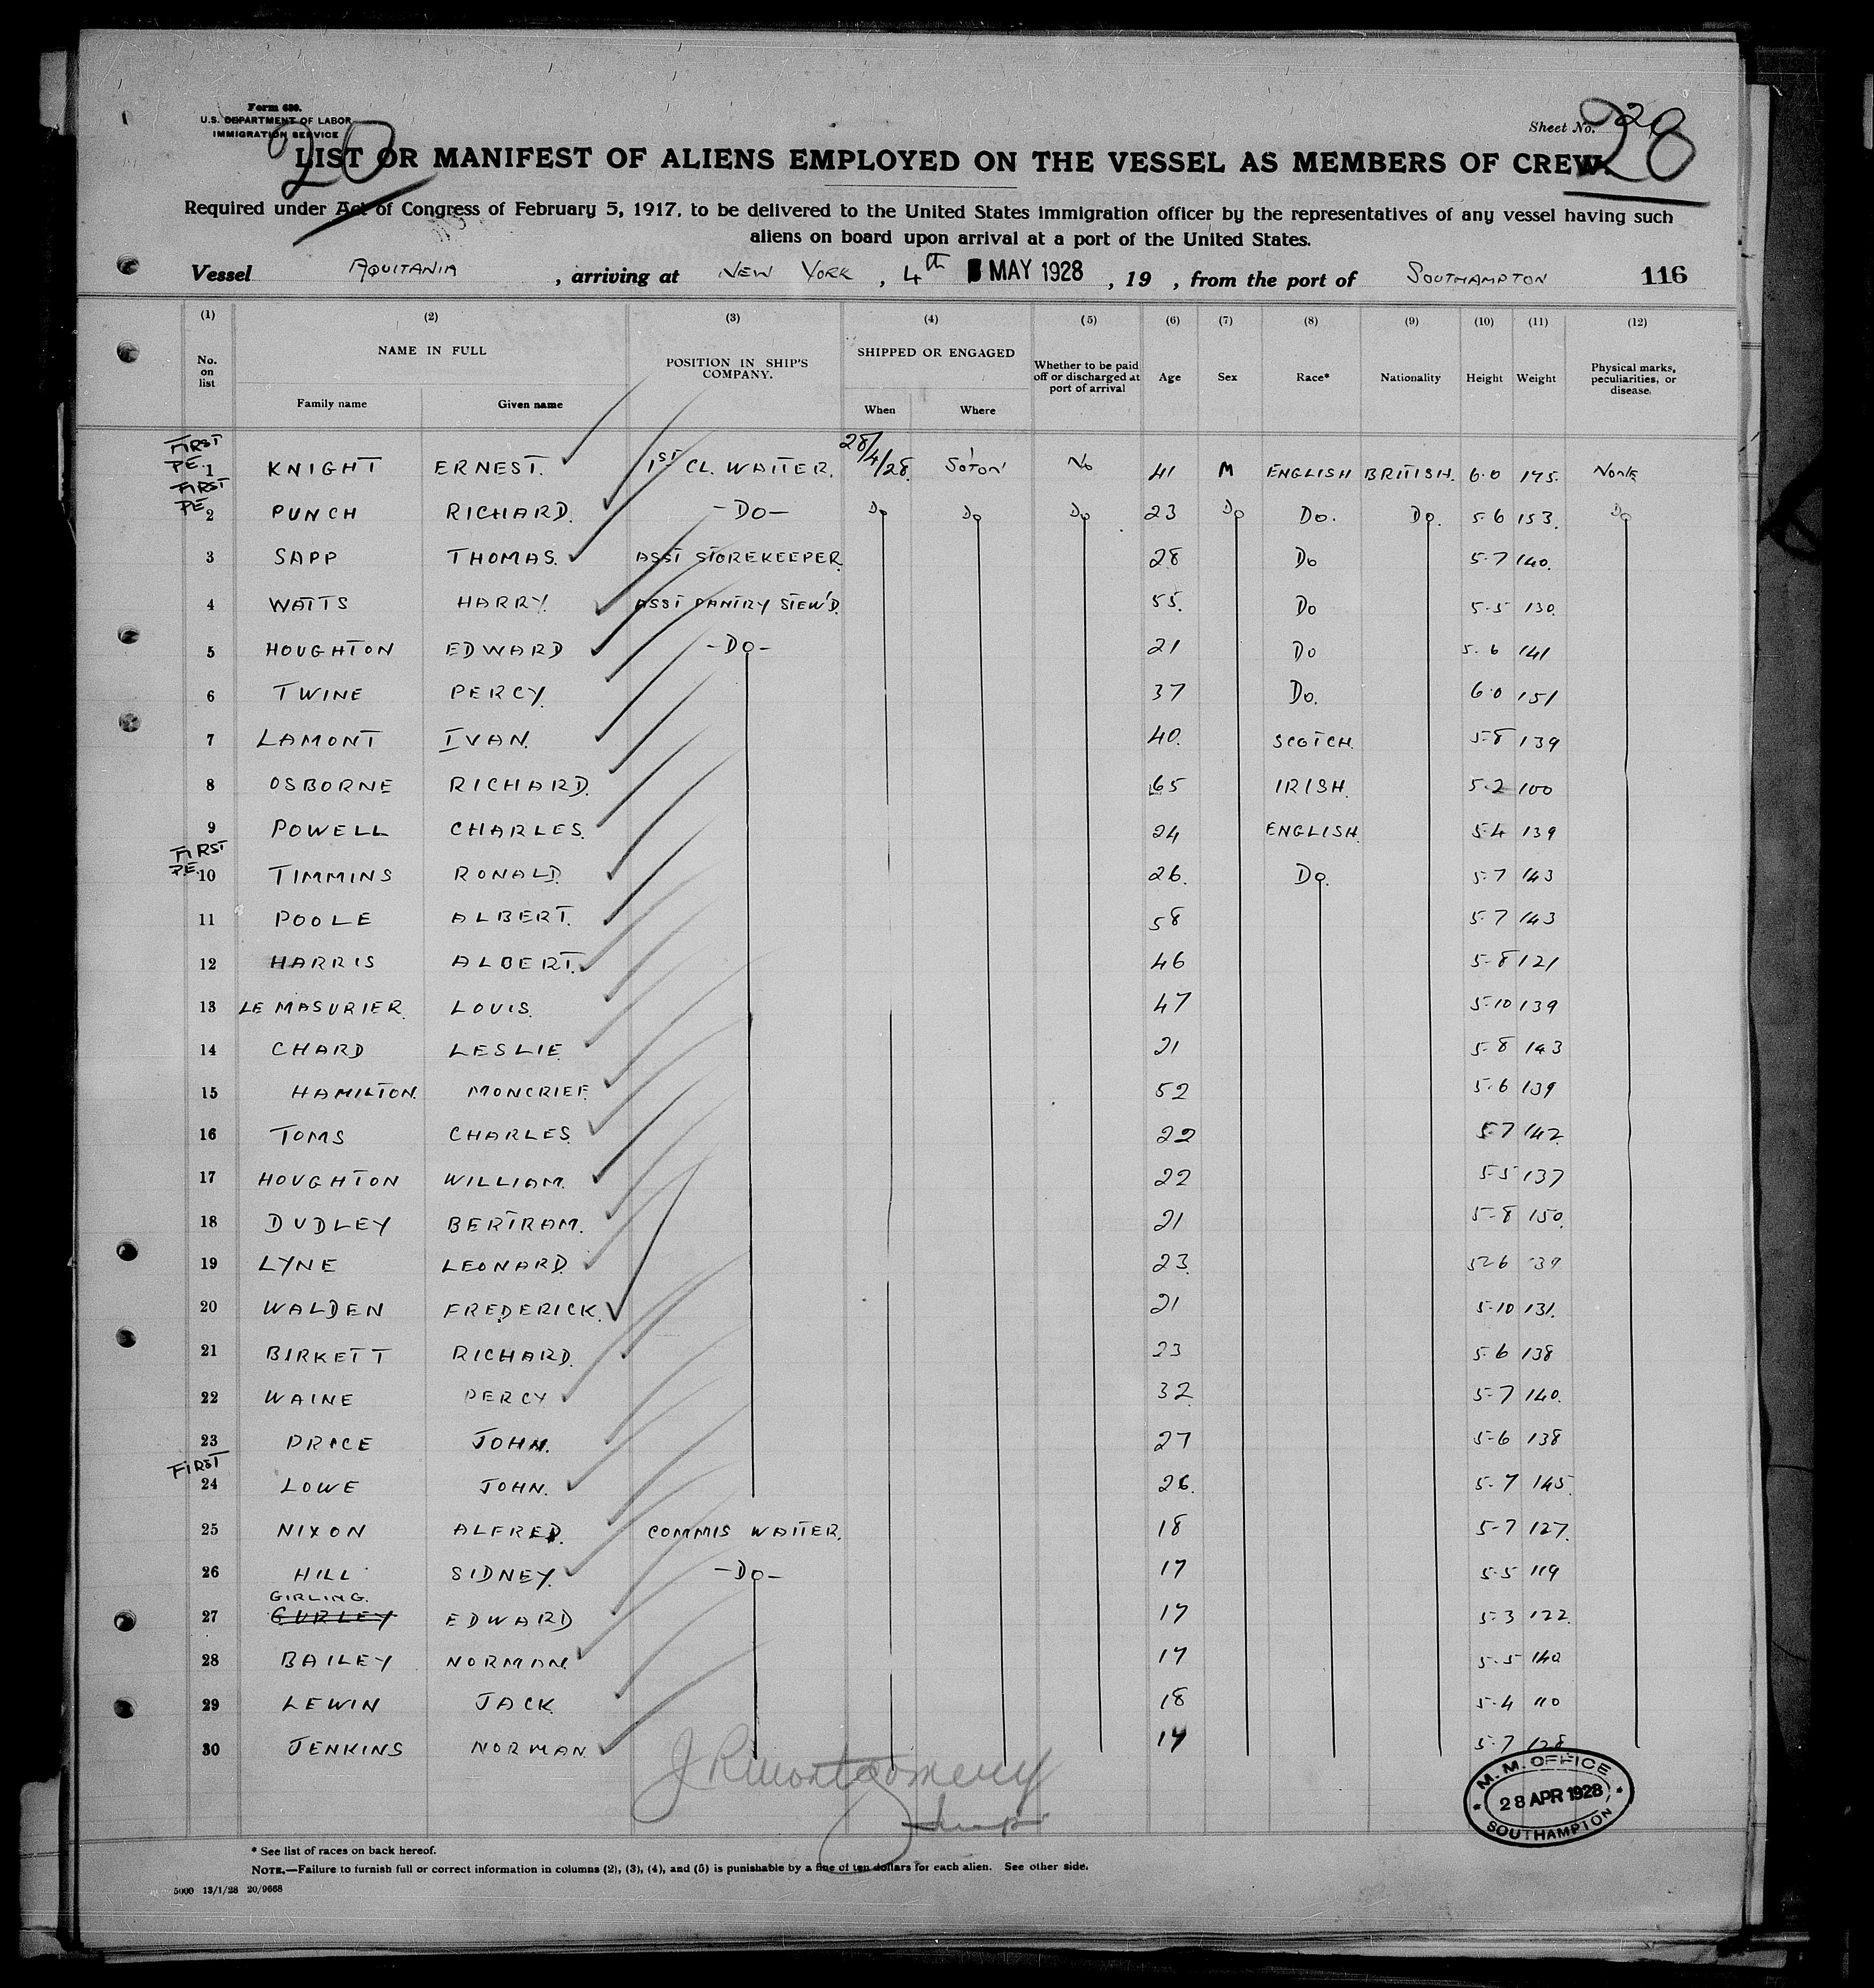 Form 680.
U.S. DEPARTMENT OF LABOR
IMMIGRATION SERVICE
20
Sheet No. 28
LIST OR MANIFEST OF ALIENS EMPLOYED ON THE VESSEL AS MEMBERS OF CREW.
Required under Act of Congress of February 5, 1917, to be delivered to the United States immigration officer by the representatives of any vessel having such
aliens on board upon arrival at a port of the United States.
Vessel AQUITANIA , arriving at NEW YORK , 4th MAY 1928 , 19 , from the port of SOUTHAMPTON 116
(1) (2) (3) (4) (5) (6) (7) (8) (9) (10) (11) (12)
No. on list NAME IN FULL Family name Given name POSITION IN SHIP'S COMPANY. SHIPPED OR ENGAGED When Where Whether to be paid off or discharged at port of arrival Age Sex Race* Nationality Height Weight Physical marks, peculiarities, or disease.
FIRST P.E. 1 KNIGHT ERNEST. 1ST CL. WAITER. 28/4/28. So'ton' No 41 M ENGLISH BRITISH. 6.0 175. None
FIRST PE 2 PUNCH RICHARD. -Do- Do Do Do 23 Do Do. Do. 5-6 153. Do
3 SAPP THOMAS. ASST STOREKEEPER 28 Do 5-7 140.
4 WATTS HARRY. ASST PANTRY STEW'D. 55. Do 5-5 130.
5 HOUGHTON EDWARD -Do- 21 Do 5.6 141
6 TWINE PERCY. 37 Do. 6.0 151
7 LAMONT IVAN. 40. SCOTCH. 5-8 139
8 OSBORNE RICHARD. 65 IRISH. 5.2 100
9 POWELL CHARLES. 24 ENGLISH. 5-4 139
FIRST P.E. 10 TIMMINS RONALD. 26. Do. 5-7 143
11 POOLE ALBERT. 58 5-7 143
12 HARRIS ALBERT. 46 5-8 121
13 LE MASURIER. LOUIS. 47 5-10 139
14 CHARD LESLIE 21 5-8 143
15 HAMILTON. MONCRIEF. 52 5.6 139
16 TOMS CHARLES. 22 5-7 142.
17 HOUGHTON WILLIAM. 22 5-5 137
18 DUDLEY BERTRAM. 21 5-8 150.
19 LYNE LEONARD. 23. 5-6 39
20 WALDEN FREDERICK. 21 5-10 131.
21 BIRKETT RICHARD. 23 5-6 138
22 WAINE PERCY 32. 5-7 140.
23 PRICE JOHN. 27 5-6 138
FIRST 24 LOWE JOHN. 26. 5-7 145.
25 NIXON ALFRED. COMMIS WAITER. 18 5-7 127.
26 HILL SIDNEY. -Do- 17 5-5 119
GIRLING.
27 GURLEY EDWARD 17 5-3 122.
28 BAILEY NORMAN. 17 5-5 140
29 LEWIN JACK. 18 5-4 110
30 JENKINS NORMAN. 17 5-7 128
J R Montgomery
M. M. OFFICE
28 APR 1928
SOUTHAMPTON
* See list of races on back hereof.
NOTE.—Failure to furnish full or correct information in columns (2), (3), (4), and (5) is punishable by a fine of ten dollars for each alien. See other side.
5000 13/1/28 20/9668